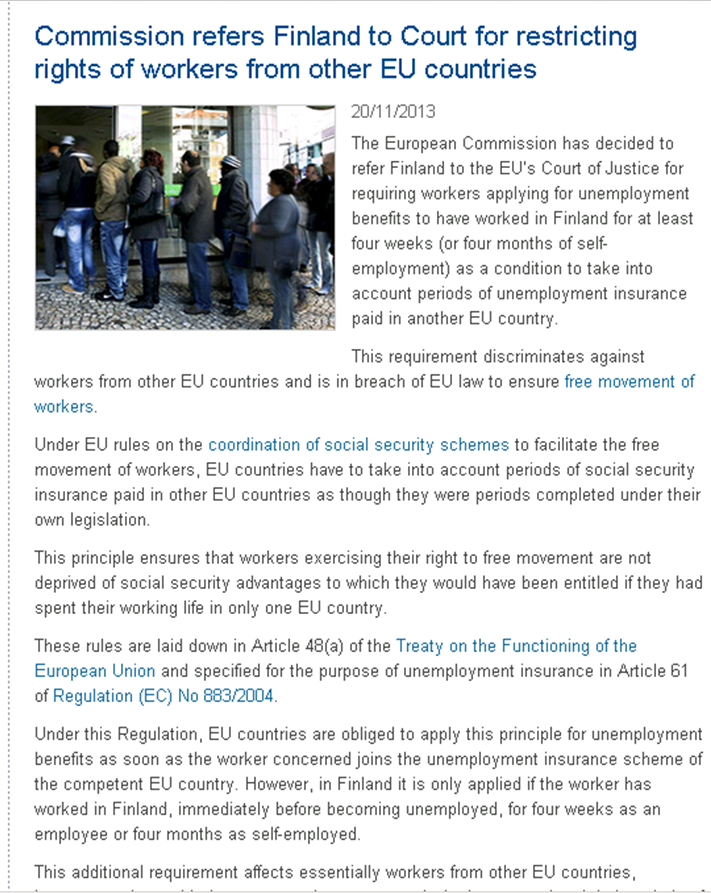 Commission refers Finland to Court for restricting
rights of workers from other EU countries
20/11/2013
The European Commission has decided to
refer Finland to the EU's Court of Justice for
requiring workers applying for unemployment
benefits to have worked in Finland for at least
four weeks (or four months of self-
employment) as a condition to take into
account periods of unemployment insurance
paid in another EU country.
This requirement discriminates against
workers from other EU countries and is in breach of EU law to ensure free movement of
workers.
Under EU rules on the coordination of social security schemes to facilitate the free
movement of workers, EU countries have to take into account periods of social security
insurance paid in other EU countries as though they were periods completed under their
own legislation.
This principle ensures that workers exercising their right to free movement are not
deprived of social security advantages to which they would have been entitled if they had
spent their working life in only one EU country.
These rules are laid down in Article 48(a) of the Treaty on the Functioning of the
European Union and specified for the purpose of unemployment insurance in Article 61
of Regulation (EC) No 883/2004.
Under this Regulation, EU countries are obliged to apply this principle for unemployment
benefits as soon as the worker concerned joins the unemployment insurance scheme of
the competent EU country. However, in Finland it is only applied if the worker has
worked in Finland, immediately before becoming unemployed, for four weeks as an
employee or four months as self-employed.
This additional requirement affects essentially workers from other EU countries,